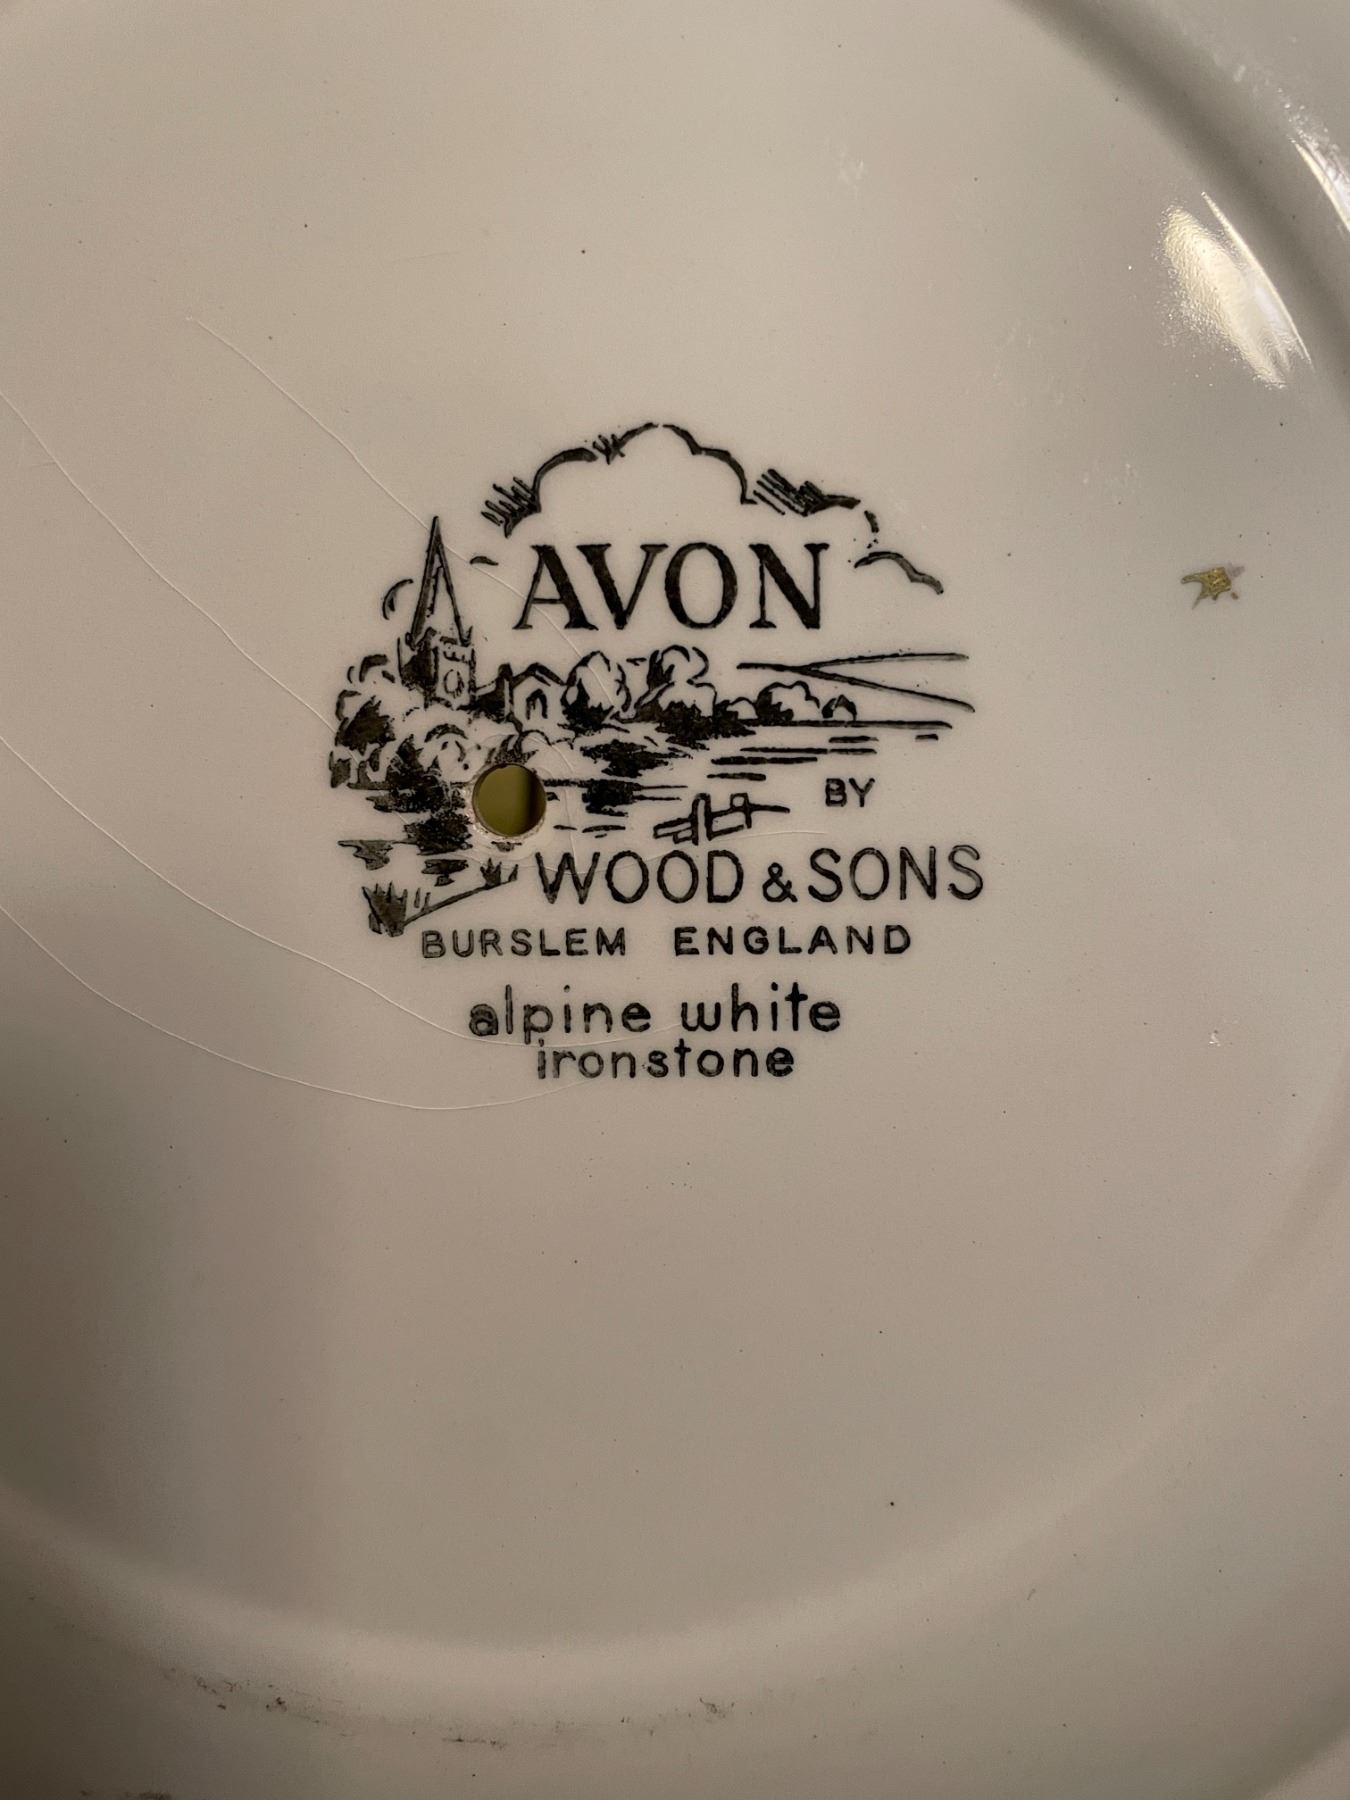 AVON
BY
WOOD & SONS
BURSLEM ENGLAND
alpine white
ironstone